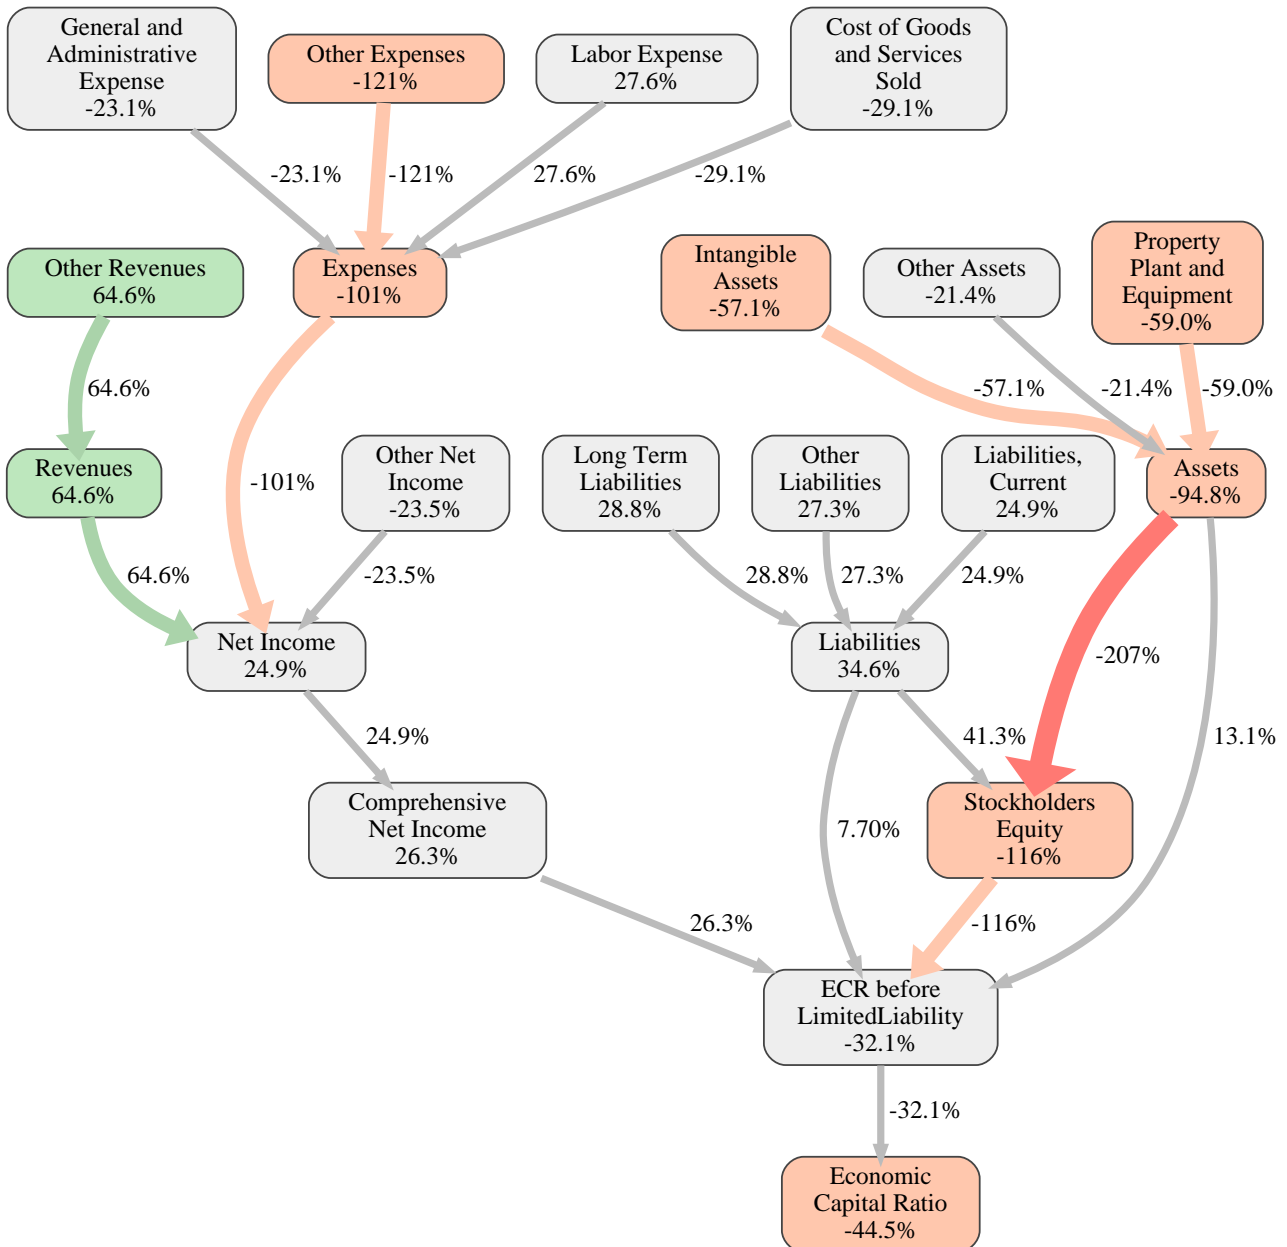 General and
Administrative
Expense
-23.1%
Other Expenses
-121%
Labor Expense
27.6%
Cost of Goods
and Services
Sold
-29.1%
-23.1%
-121%
27.6%
-29.1%
Other Revenues
64.6%
Expenses
-101%
Intangible
Assets
-57.1%
Other Assets
-21.4%
Property
Plant and
Equipment
-59.0%
64.6%
-57.1%
-21.4%
-59.0%
Revenues
64.6%
-101%
Other Net
Income
-23.5%
Long Term
Liabilities
28.8%
Other
Liabilities
27.3%
Liabilities,
Current
24.9%
Assets
-94.8%
64.6%
-23.5%
28.8%
27.3%
24.9%
Net Income
24.9%
Liabilities
34.6%
-207%
24.9%
41.3%
13.1%
Comprehensive
Net Income
26.3%
7.70%
Stockholders
Equity
-116%
26.3%
-116%
ECR before
LimitedLiability
-32.1%
-32.1%
Economic
Capital Ratio
-44.5%